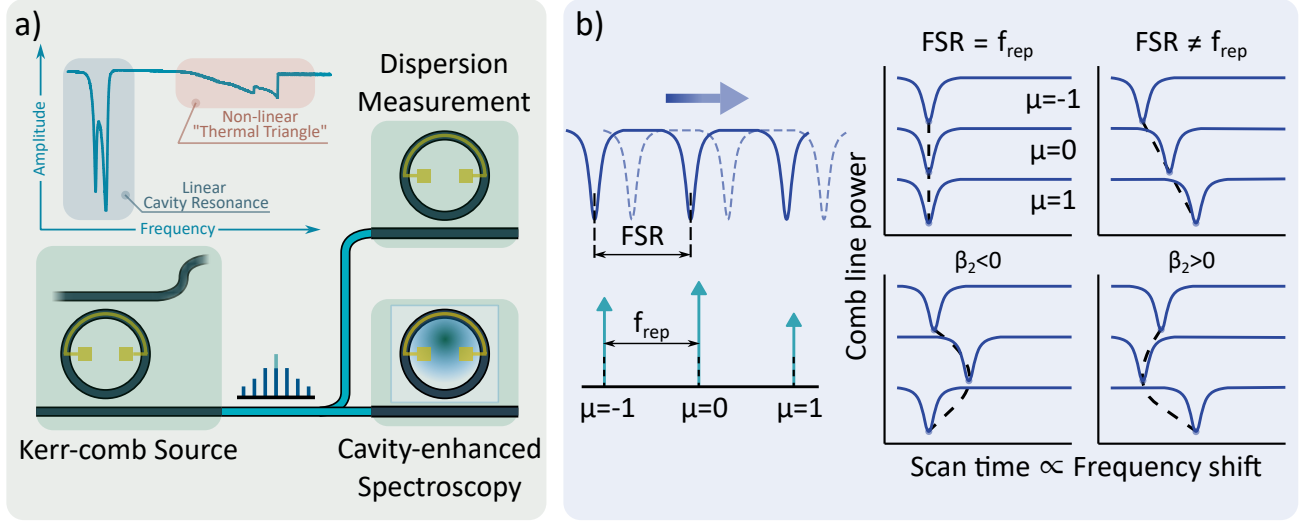 a)
Amplitude
Non-linear
"Thermal Triangle"
Linear
Cavity Resonance
Frequency
Dispersion
Measurement
Kerr-comb Source
Cavity-enhanced
Spectroscopy
b)
FSR
f_rep
μ=-1
μ=0
μ=1
Comb line power
FSR = f_rep
FSR ≠ f_rep
μ=-1
μ=0
μ=1
β₂<0
β₂>0
Scan time ∝ Frequency shift